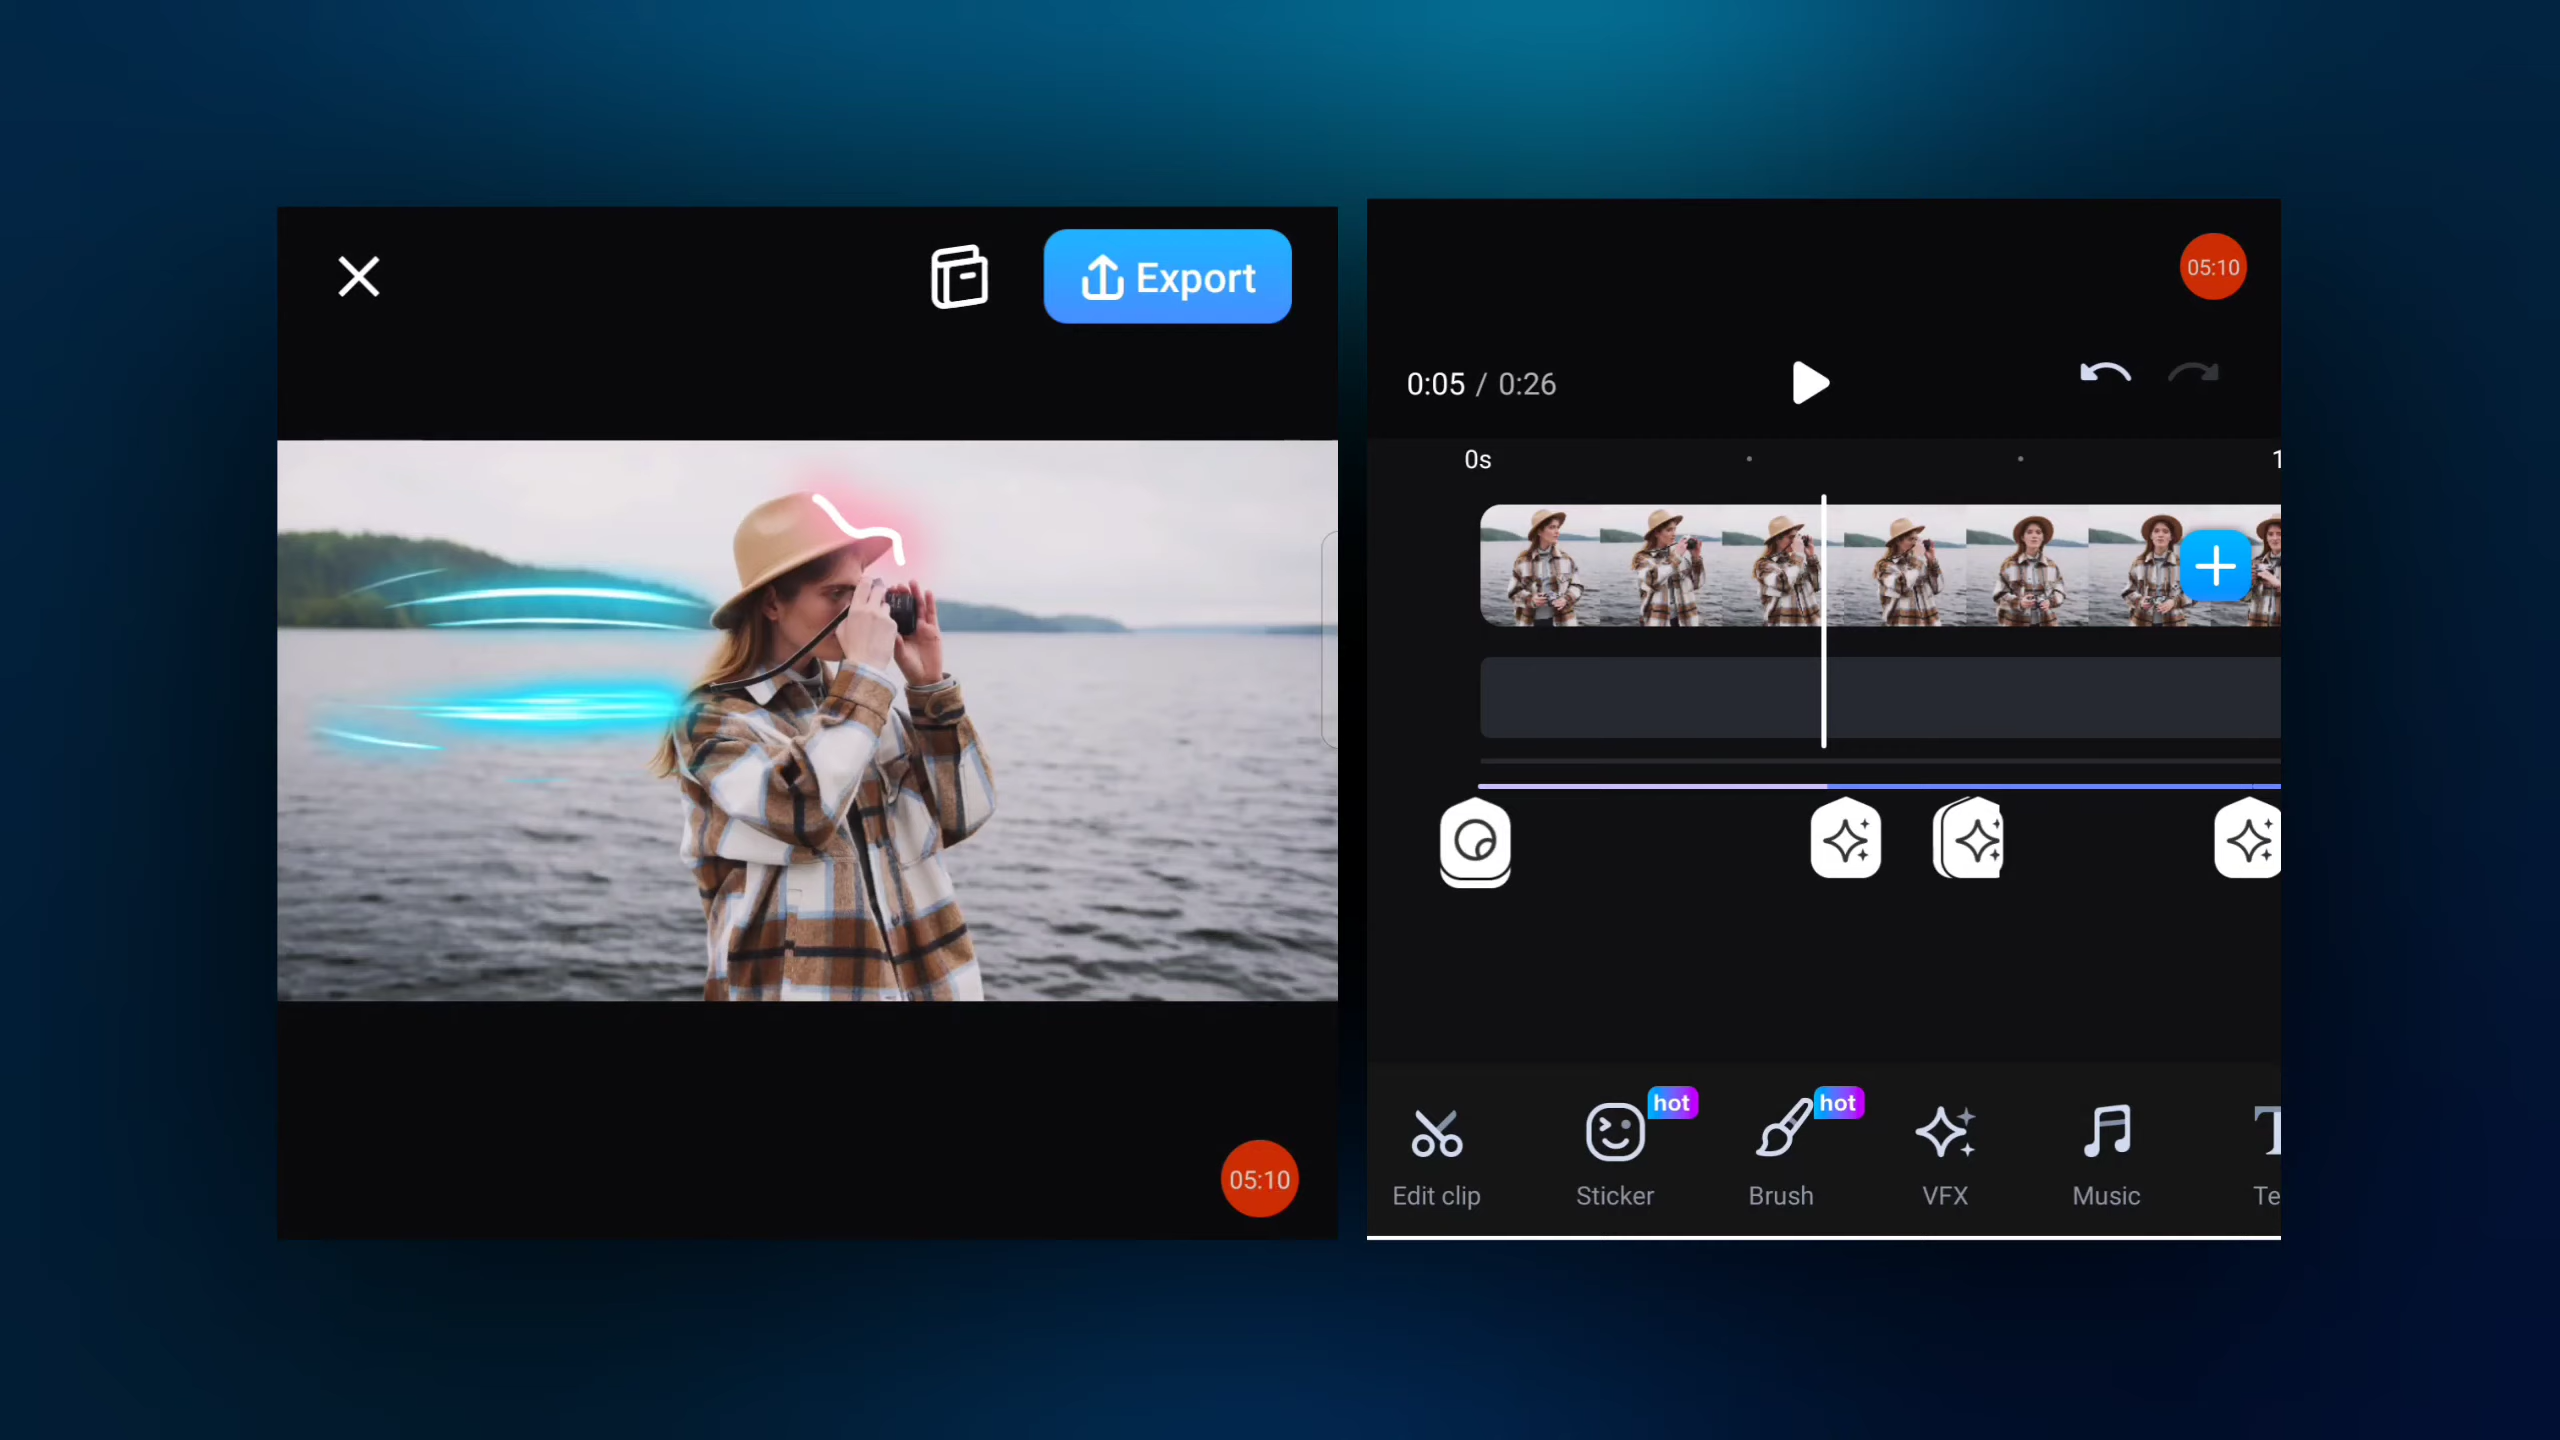 Export
05:10
05:10
0:05 / 0:26
0s
1
hot
hot
Edit clip
Sticker
Brush
VFX
Music
Te